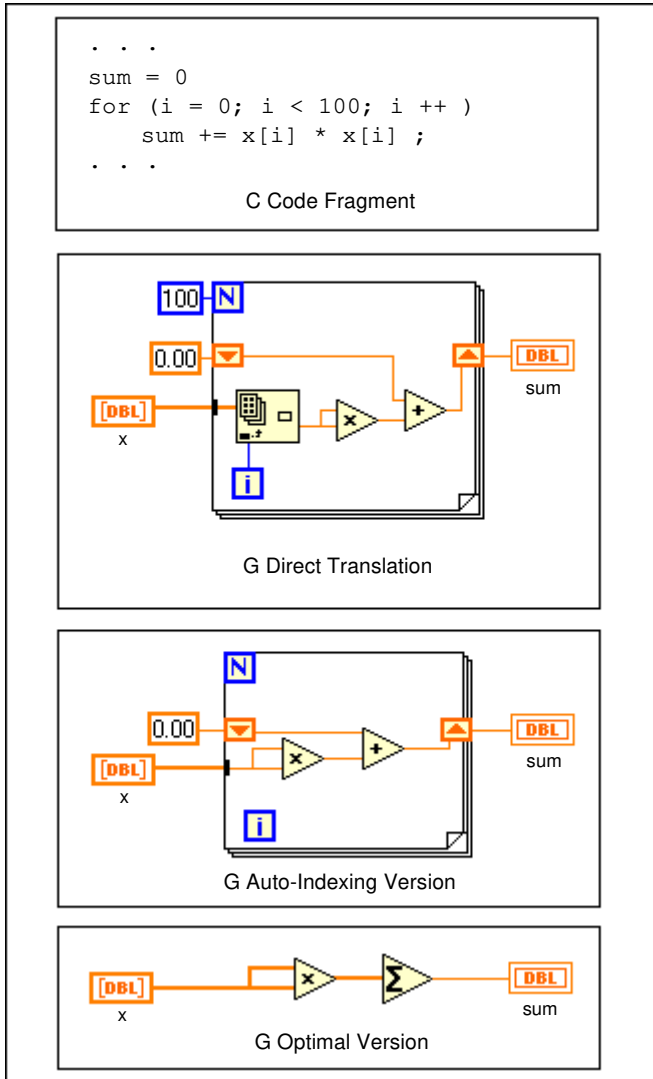 . . .
sum = 0
for (i = 0; i < 100; i ++ )
sum += x[i] * x[i] ;
. . .
C Code Fragment
100 N
0.00
[DBL]
x
i
x
+
DBL
sum
G Direct Translation
N
0.00
[DBL]
x
i
x
+
DBL
sum
G Auto-Indexing Version
[DBL]
x
x
Σ
DBL
sum
G Optimal Version